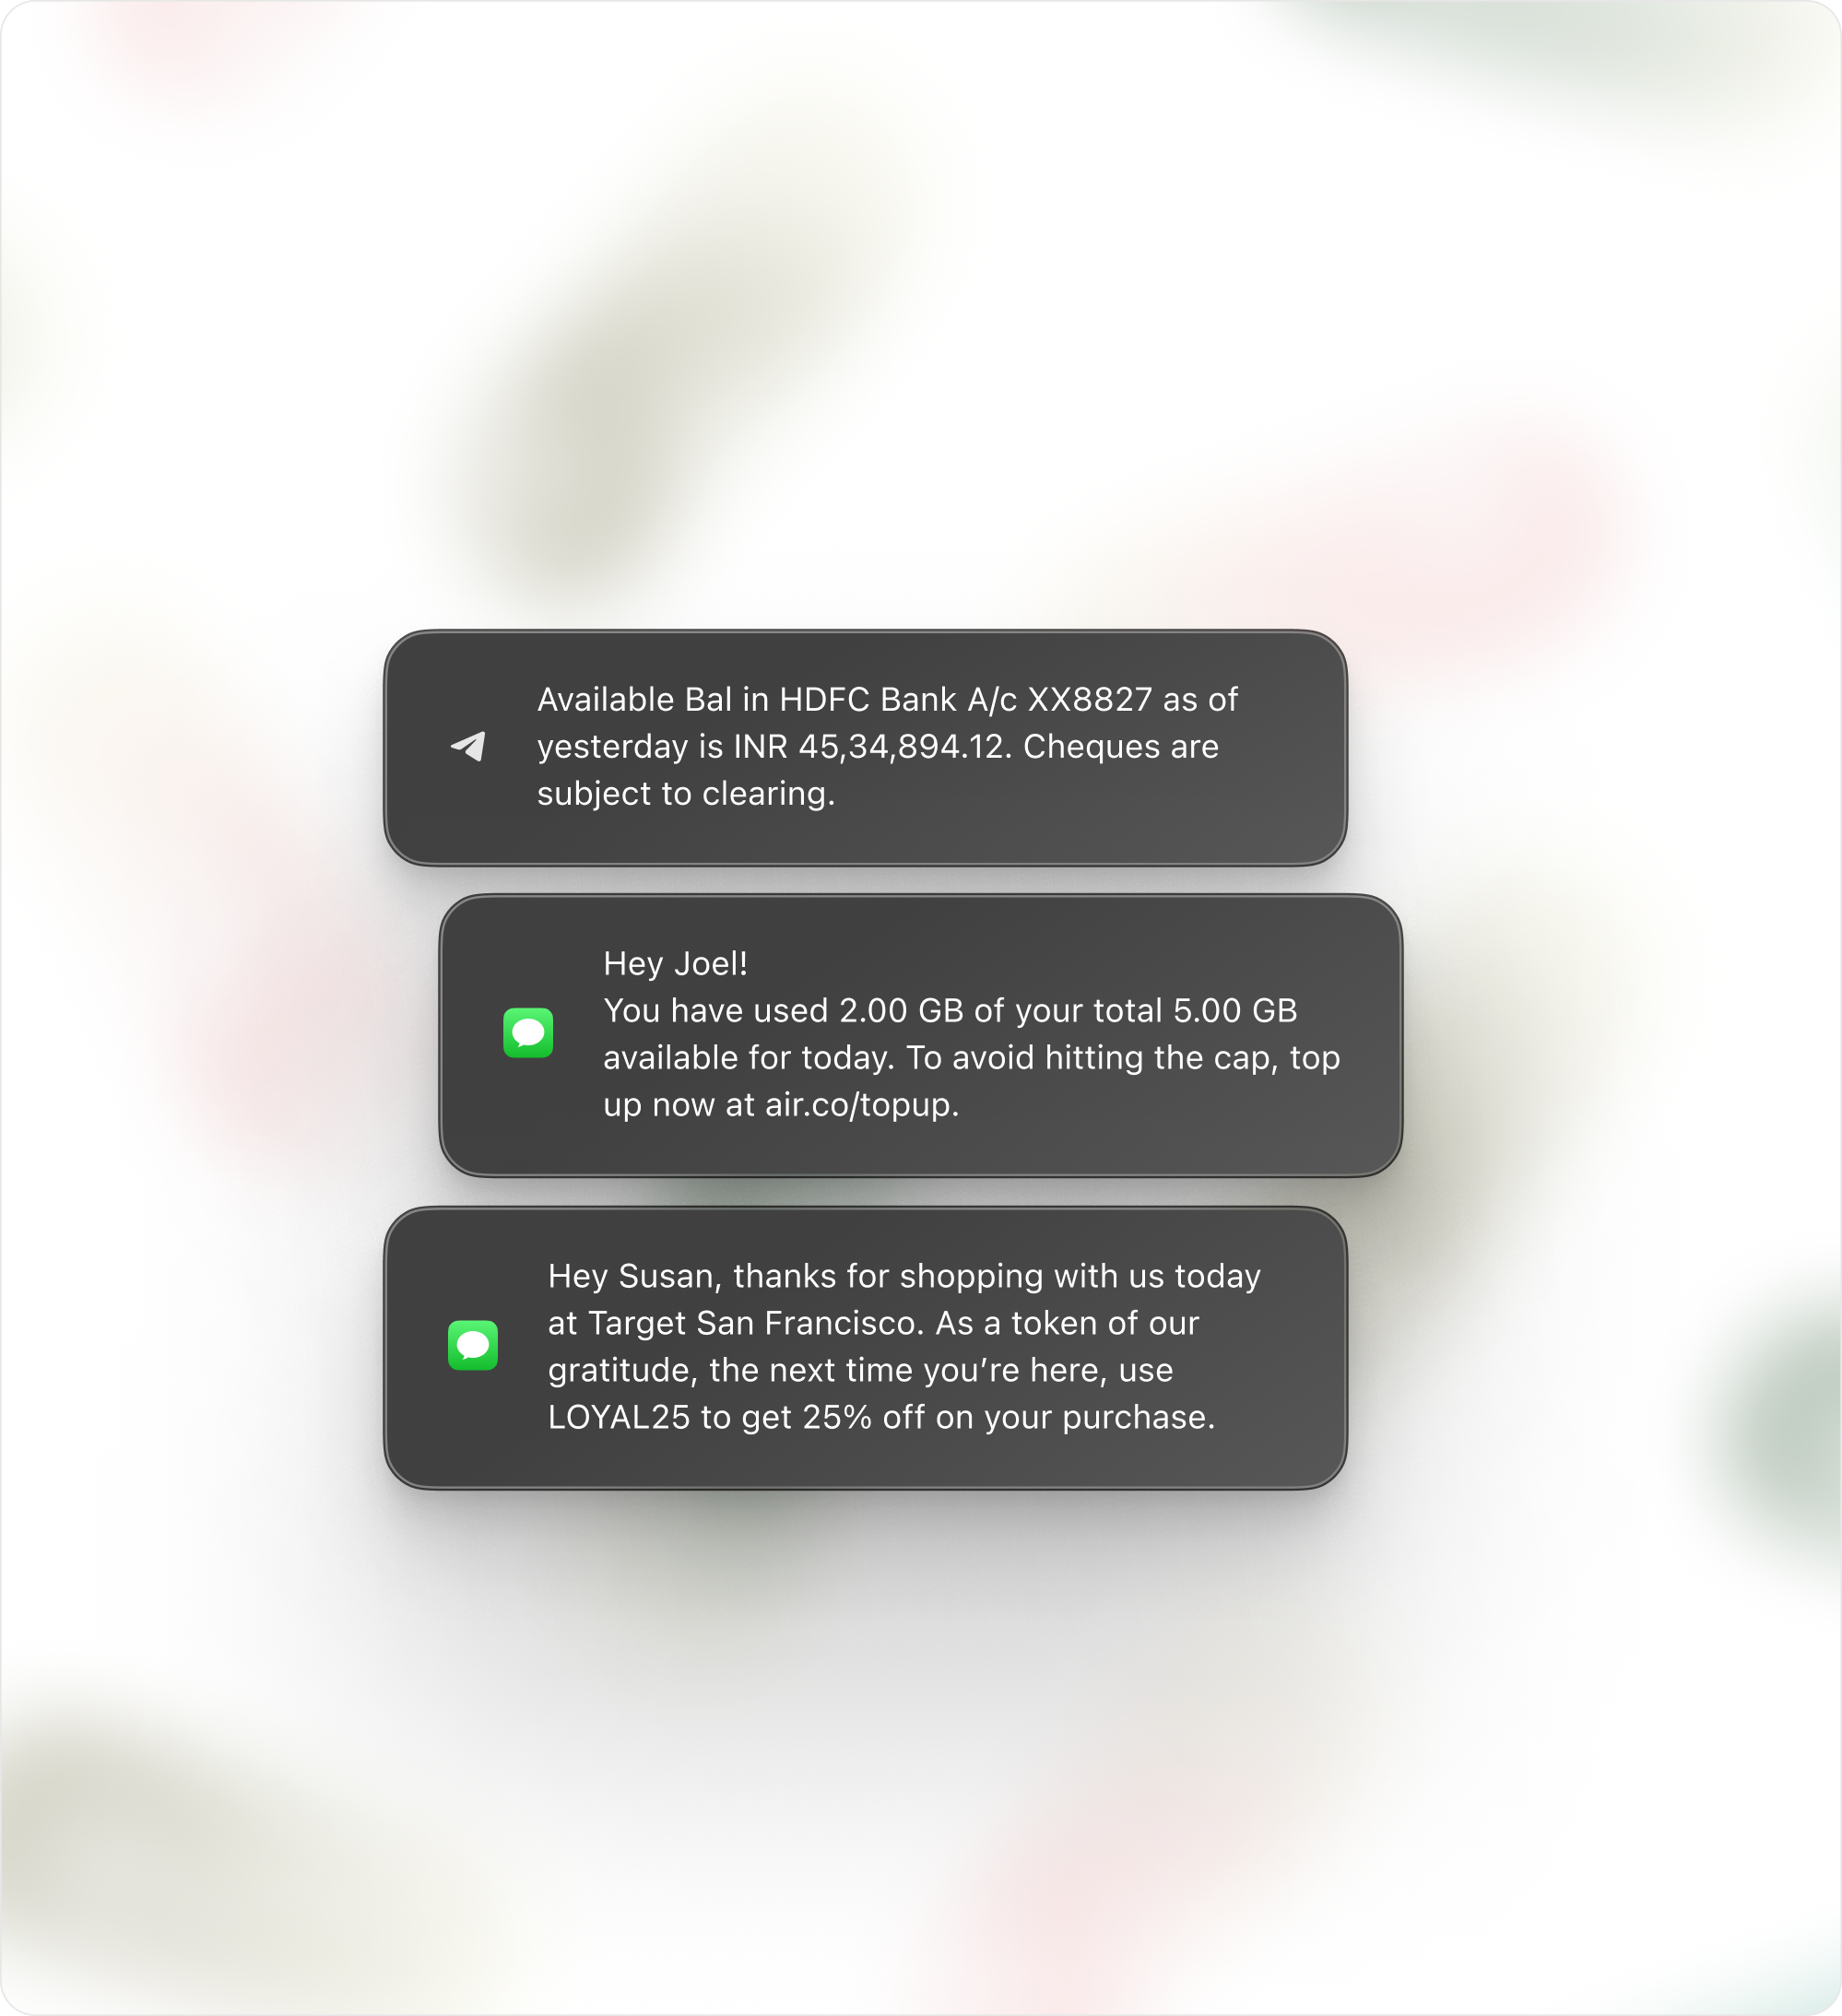 Available Bal in HDFC Bank A/c XX8827 as of
yesterday is INR 45,34,894.12. Cheques are
subject to clearing.
Hey Joel!
You have used 2.00 GB of your total 5.00 GB
available for today. To avoid hitting the cap, top
up now at air.co/topup.
Hey Susan, thanks for shopping with us today
at Target San Francisco. As a token of our
gratitude, the next time you’re here, use
LOYAL25 to get 25% off on your purchase.